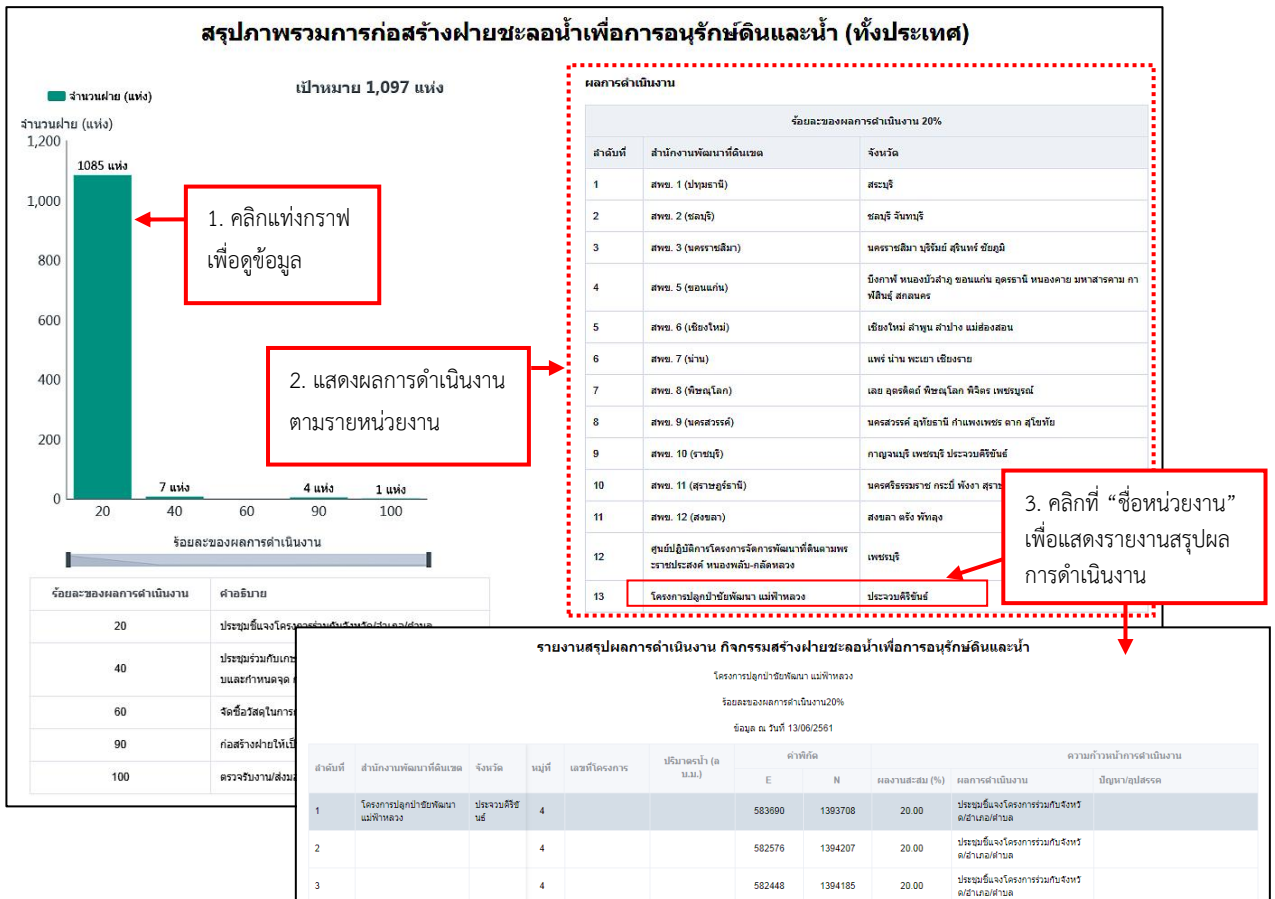 สรุปภาพรวมการก่อสร้างฝายชะลอน้ำเพื่อการอนุรักษ์ดินและน้ำ (ทั้งประเทศ)
เป้าหมาย 1,097 แห่ง
จำนวนฝาย (แห่ง)
จำนวนฝาย (แห่ง)
1,200
1,000
800
600
400
200
0
1085 แห่ง
7 แห่ง
4 แห่ง
1 แห่ง
20 40 60 90 100
ร้อยละของผลการดำเนินงาน
1. คลิกแท่งกราฟ
เพื่อดูข้อมูล
2. แสดงผลการดำเนินงาน
ตามรายหน่วยงาน
ผลการดำเนินงาน
ร้อยละของผลการดำเนินงาน 20%
ลำดับที่ สำนักงานพัฒนาที่ดินเขต จังหวัด
1 สพข. 1 (ปทุมธานี) สระบุรี
2 สพข. 2 (ชลบุรี) ชลบุรี จันทบุรี
3 สพข. 3 (นครราชสีมา) นครราชสีมา บุรีรัมย์ สุรินทร์ ชัยภูมิ
4 สพข. 5 (ขอนแก่น) บึงกาฬ หนองบัวลำภู ขอนแก่น อุดรธานี หนองคาย มหาสารคาม กา
ฬสินธุ์ สกลนคร
5 สพข. 6 (เชียงใหม่) เชียงใหม่ ลำพูน ลำปาง แม่ฮ่องสอน
6 สพข. 7 (น่าน) แพร่ น่าน พะเยา เชียงราย
7 สพข. 8 (พิษณุโลก) เลย อุตรดิตถ์ พิษณุโลก พิจิตร เพชรบูรณ์
8 สพข. 9 (นครสวรรค์) นครสวรรค์ อุทัยธานี กำแพงเพชร ตาก สุโขทัย
9 สพข. 10 (ราชบุรี) กาญจนบุรี เพชรบุรี ประจวบคีรีขันธ์
10 สพข. 11 (สุราษฎร์ธานี) นครศรีธรรมราช กระบี่ พังงา
11 สพข. 12 (สงขลา) สงขลา ตรัง พัทลุง
12 ศูนย์ปฏิบัติการโครงการจัดการพัฒนาที่ดินตามพร
ะราชประสงค์ หนองพลับ-กลัดหลวง เพชรบุรี
13 โครงการปลูกป่าชัยพัฒนา แม่ฟ้าหลวง ประจวบคีรีขันธ์
3. คลิกที่ “ชื่อหน่วยงาน”
เพื่อแสดงรายงานสรุปผล
การดำเนินงาน
ร้อยละของผลการดำเนินงาน คำอธิบาย
20 ประชุมชี้แจงโครงการร่วมกับจังหวัด/อำเภอ/ตำบล
40 ประชุมร่วมกับเกษ
บและกำหนดจุด
60 จัดซื้อวัสดุในการ
90 ก่อสร้างฝายให้เป็
100 ตรวจรับงาน/ส่งม
รายงานสรุปผลการดำเนินงาน กิจกรรมสร้างฝายชะลอน้ำเพื่อการอนุรักษ์ดินและน้ำ
โครงการปลูกป่าชัยพัฒนา แม่ฟ้าหลวง
ร้อยละของผลการดำเนินงาน20%
ข้อมูล ณ วันที่ 13/06/2561
ลำดับที่ สำนักงานพัฒนาที่ดินเขต จังหวัด หมู่ที่ เลขที่โครงการ ปริมาตรน้ำ (ล
บ.ม.) ค่าพิกัด ความก้าวหน้าการดำเนินงาน
E N ผลงานสะสม (%) ผลการดำเนินงาน ปัญหา/อุปสรรค
1 โครงการปลูกป่าชัยพัฒนา
แม่ฟ้าหลวง ประจวบคีรีขั
นธ์ 4 583690 1393708 20.00 ประชุมชี้แจงโครงการร่วมกับจังหวั
ด/อำเภอ/ตำบล
2 4 582576 1394207 20.00 ประชุมชี้แจงโครงการร่วมกับจังหวั
ด/อำเภอ/ตำบล
3 4 582448 1394185 20.00 ประชุมชี้แจงโครงการร่วมกับจังหวั
ด/อำเภอ/ตำบล